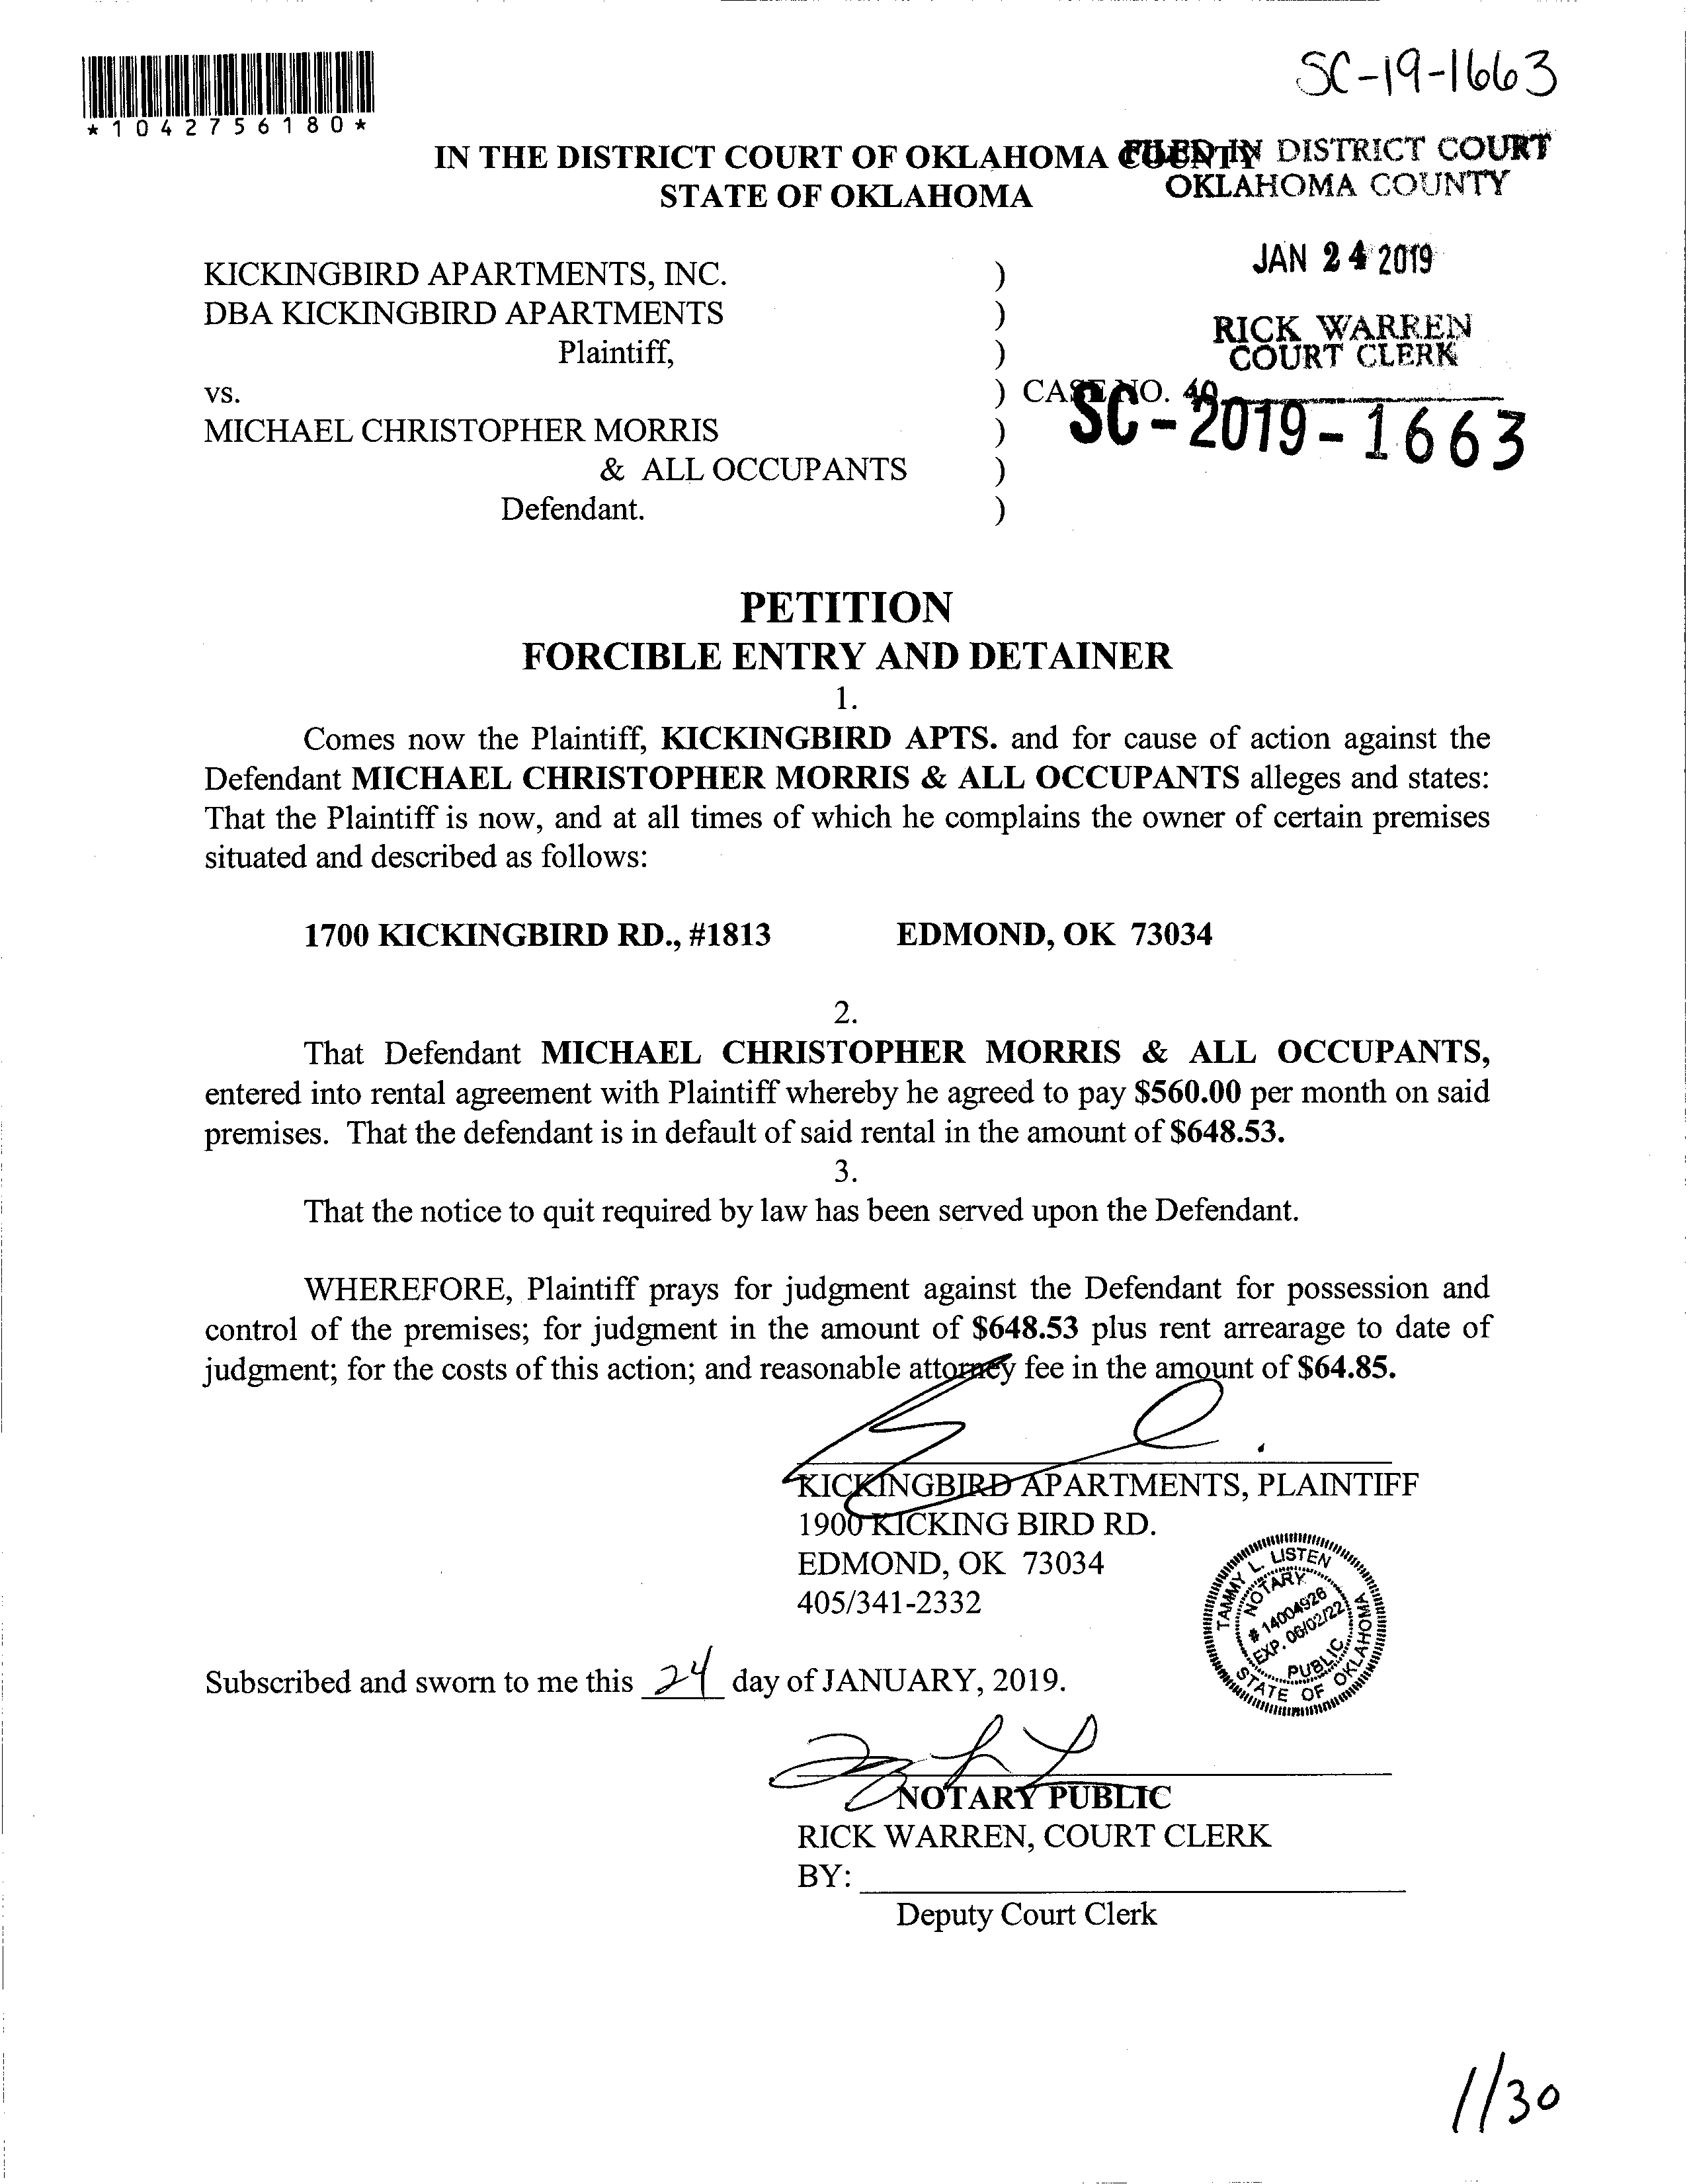 SC-19-1663
*1042756180*
IN THE DISTRICT COURT OF OKLAHOMA COUNTY
STATE OF OKLAHOMA
FILED IN DISTRICT COURT
OKLAHOMA COUNTY
JAN 24 2019
RICK WARREN
COURT CLERK
KICKINGBIRD APARTMENTS, INC. )
DBA KICKINGBIRD APARTMENTS )
Plaintiff, )
vs. ) CASE NO. 40
SC-2019-1663
MICHAEL CHRISTOPHER MORRIS )
& ALL OCCUPANTS )
Defendant. )
PETITION
FORCIBLE ENTRY AND DETAINER
1.
Comes now the Plaintiff, KICKINGBIRD APTS. and for cause of action against the
Defendant MICHAEL CHRISTOPHER MORRIS & ALL OCCUPANTS alleges and states:
That the Plaintiff is now, and at all times of which he complains the owner of certain premises
situated and described as follows:
1700 KICKINGBIRD RD., #1813 EDMOND, OK 73034
2.
That Defendant MICHAEL CHRISTOPHER MORRIS & ALL OCCUPANTS,
entered into rental agreement with Plaintiff whereby he agreed to pay $560.00 per month on said
premises. That the defendant is in default of said rental in the amount of $648.53.
3.
That the notice to quit required by law has been served upon the Defendant.
WHEREFORE, Plaintiff prays for judgment against the Defendant for possession and
control of the premises; for judgment in the amount of $648.53 plus rent arrearage to date of
judgment; for the costs of this action; and reasonable attorney fee in the amount of $64.85.
KICKINGBIRD APARTMENTS, PLAINTIFF
1900 KICKING BIRD RD.
EDMOND, OK 73034
405/341-2332
TAMMY L. LISTEN
NOTARY
# 14004926
EXP. 06/02/22
PUBLIC
STATE OF OKLAHOMA
Subscribed and sworn to me this 24 day of JANUARY, 2019.
NOTARY PUBLIC
RICK WARREN, COURT CLERK
BY:
Deputy Court Clerk
1/30